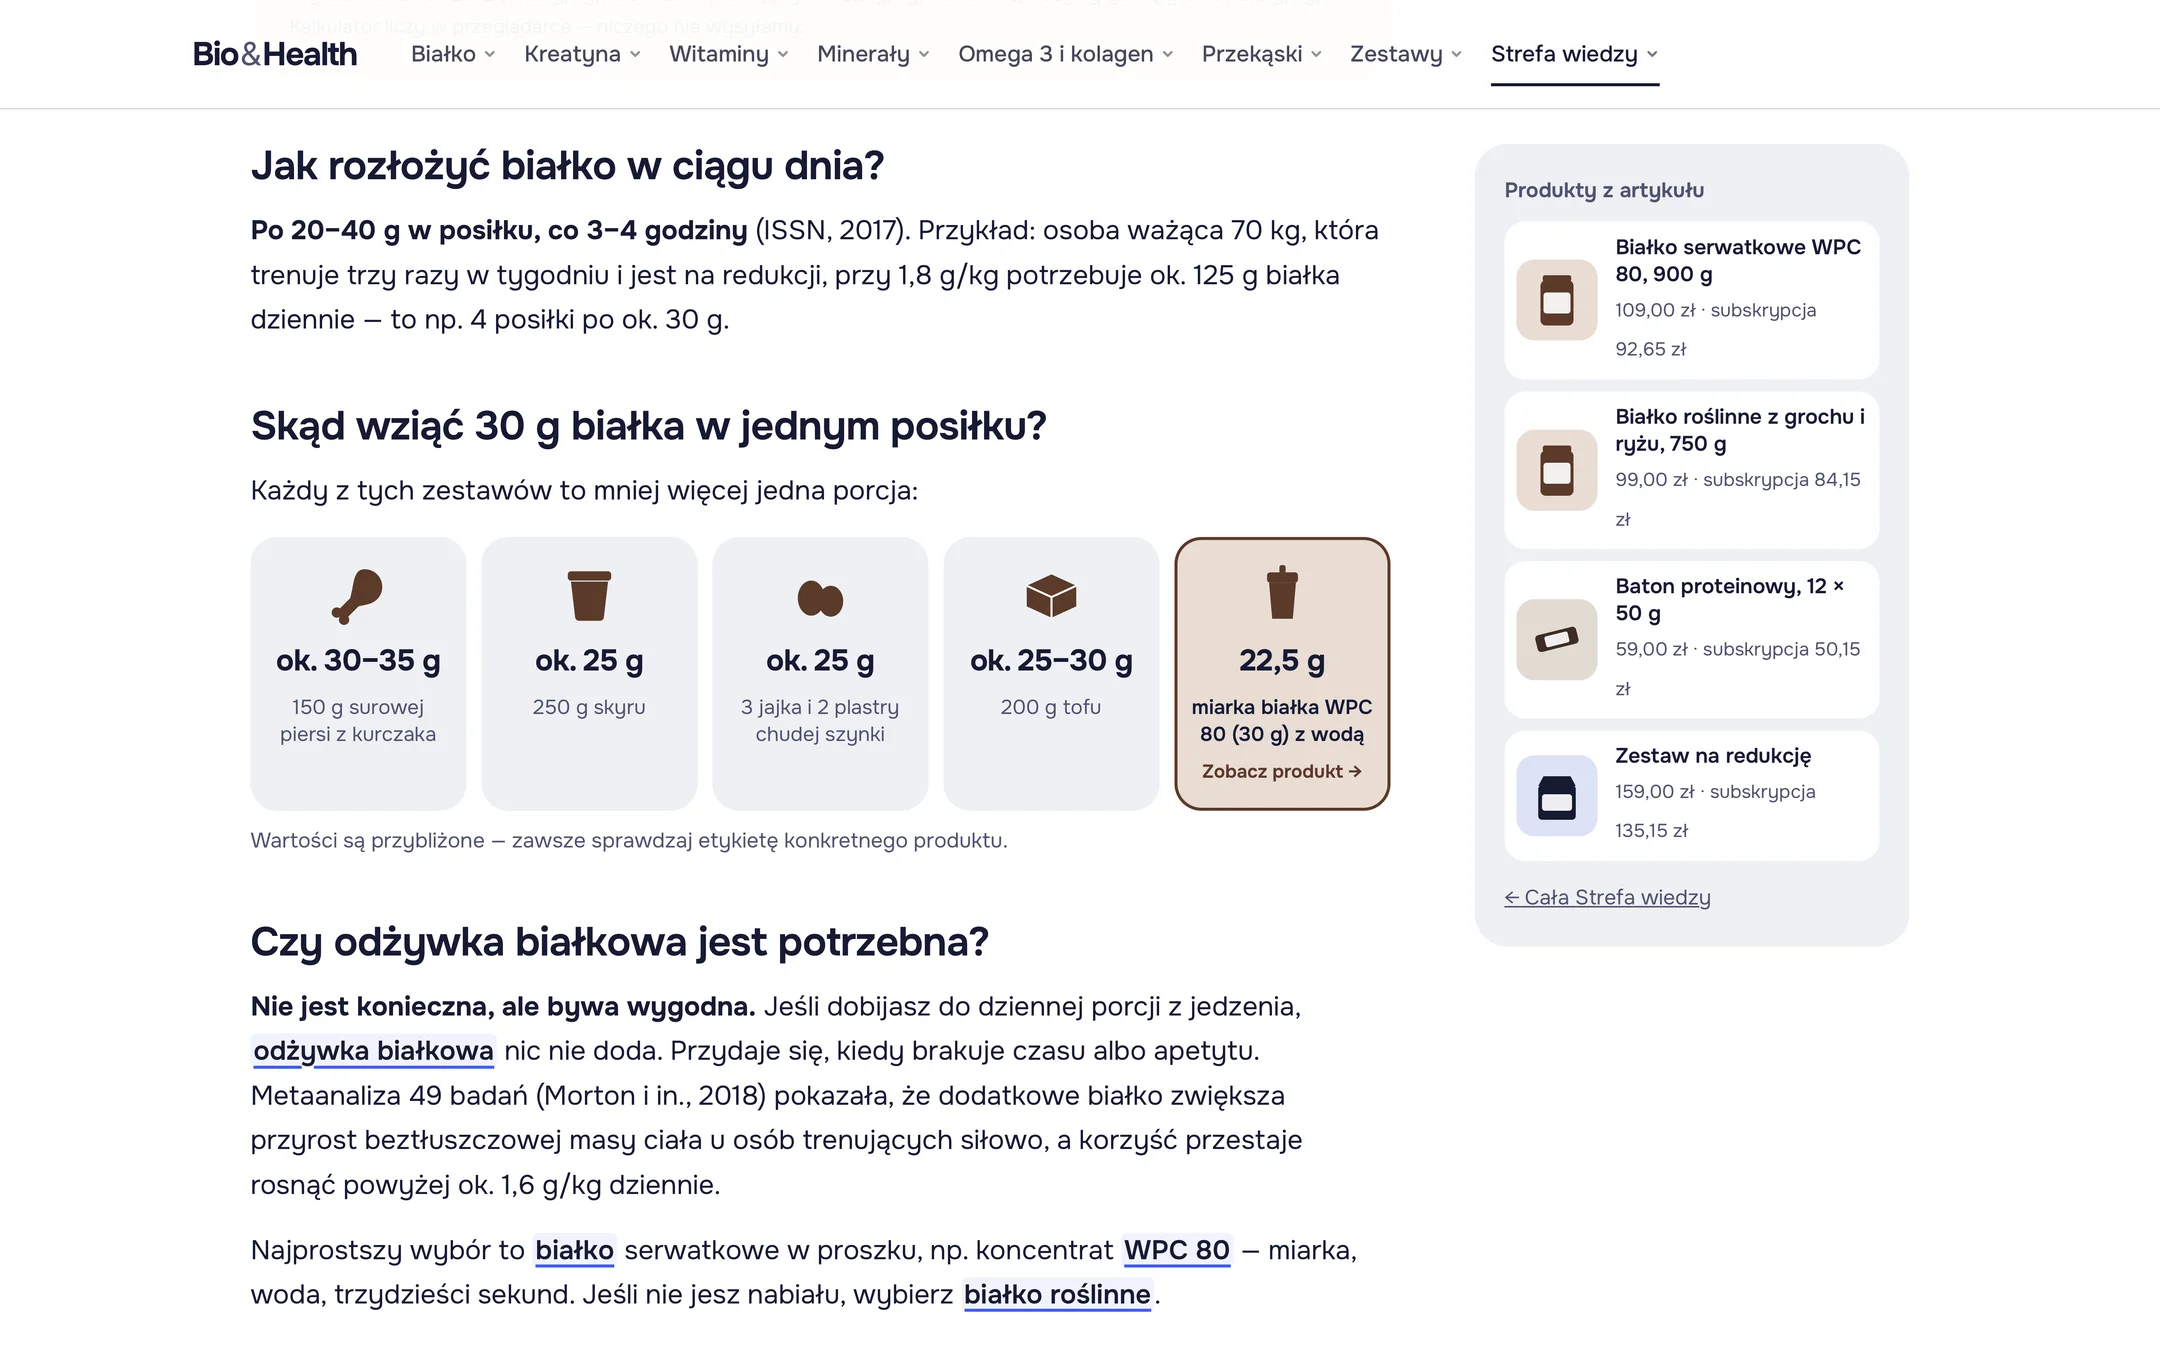 Kalkulator liczy w przeglądarce — niczego nie wysyłamy.
Bio&Health
Białko
Kreatyna
Witaminy
Minerały
Omega 3 i kolagen
Przekąski
Zestawy
Strefa wiedzy
Jak rozłożyć białko w ciągu dnia?
Po 20–40 g w posiłku, co 3–4 godziny (ISSN, 2017). Przykład: osoba ważąca 70 kg, która
trenuje trzy razy w tygodniu i jest na redukcji, przy 1,8 g/kg potrzebuje ok. 125 g białka
dziennie — to np. 4 posiłki po ok. 30 g.
Skąd wziąć 30 g białka w jednym posiłku?
Każdy z tych zestawów to mniej więcej jedna porcja:
ok. 30–35 g
150 g surowej
piersi z kurczaka
ok. 25 g
250 g skyru
ok. 25 g
3 jajka i 2 plastry
chudej szynki
ok. 25–30 g
200 g tofu
22,5 g
miarka białka WPC
80 (30 g) z wodą
Zobacz produkt →
Wartości są przybliżone — zawsze sprawdzaj etykietę konkretnego produktu.
Czy odżywka białkowa jest potrzebna?
Nie jest konieczna, ale bywa wygodna. Jeśli dobijasz do dziennej porcji z jedzenia,
odżywka białkowa nic nie doda. Przydaje się, kiedy brakuje czasu albo apetytu.
Metaanaliza 49 badań (Morton i in., 2018) pokazała, że dodatkowe białko zwiększa
przyrost beztłuszczowej masy ciała u osób trenujących siłowo, a korzyść przestaje
rosnąć powyżej ok. 1,6 g/kg dziennie.
Najprostszy wybór to białko serwatkowe w proszku, np. koncentrat WPC 80 — miarka,
woda, trzydzieści sekund. Jeśli nie jesz nabiału, wybierz białko roślinne.
Produkty z artykułu
Białko serwatkowe WPC
80, 900 g
109,00 zł · subskrypcja
92,65 zł
Białko roślinne z grochu i
ryżu, 750 g
99,00 zł · subskrypcja 84,15
zł
Baton proteinowy, 12 ×
50 g
59,00 zł · subskrypcja 50,15
zł
Zestaw na redukcję
159,00 zł · subskrypcja
135,15 zł
← Cała Strefa wiedzy